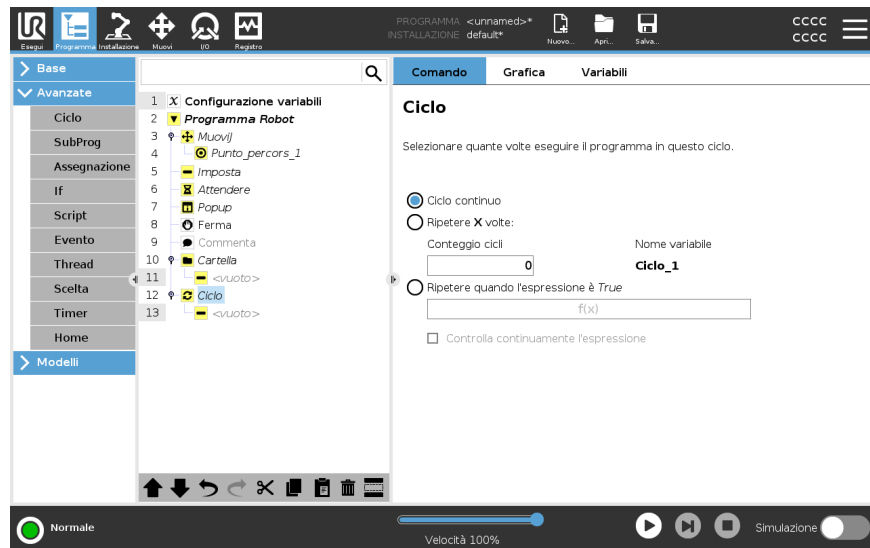 PROGRAMMA <unnamed>*
INSTALLAZIONE default*
Esegui
Programma
Installazione
Muovi
I/O
Registro
Nuovo...
Apri...
Salva...
CCCC
CCCC
Base
Avanzate
Ciclo
SubProg
Assegnazione
If
Script
Evento
Thread
Scelta
Timer
Home
Modelli
1 X Configurazione variabili
2 Programma Robot
3 MuoviJ
4 Punto_percors_1
5 Imposta
6 Attendere
7 Popup
8 Ferma
9 Commenta
10 Cartella
11 <vuoto>
12 Ciclo
13 <vuoto>
Comando Grafica Variabili
Ciclo
Selezionare quante volte eseguire il programma in questo ciclo.
Ciclo continuo
Ripetere X volte:
Conteggio cicli Nome variabile
0 Ciclo_1
Ripetere quando l'espressione è True
f(x)
Controlla continuamente l'espressione
Normale
Velocità 100%
Simulazione